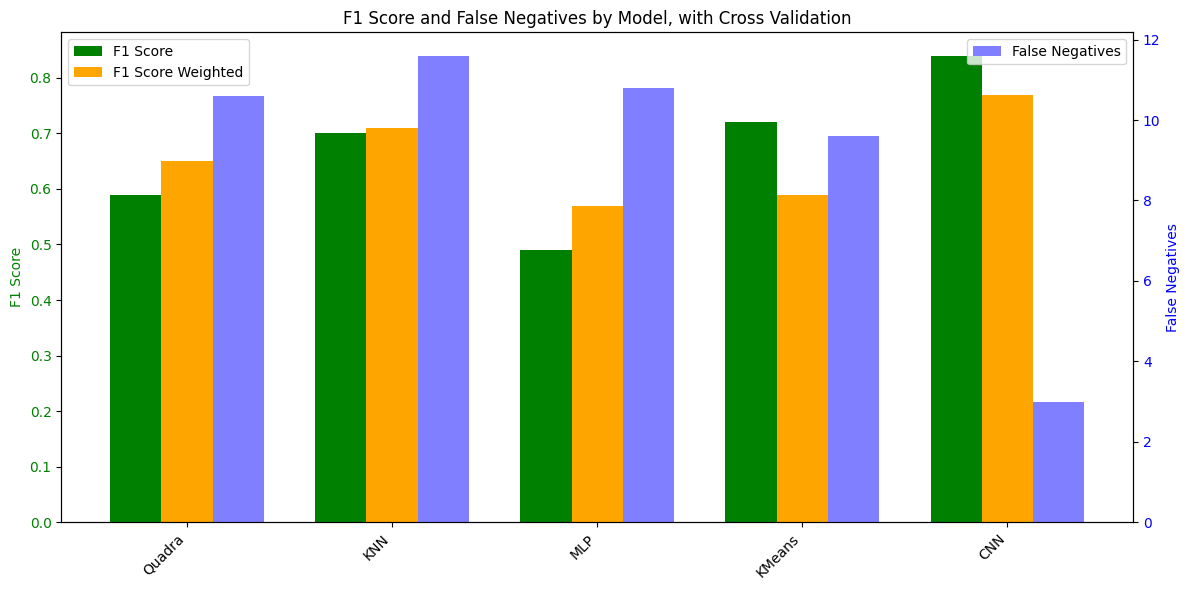 F1 Score and False Negatives by Model, with Cross Validation
F1 Score
F1 Score Weighted
False Negatives
F1 Score
0.8
0.7
0.6
0.5
0.4
0.3
0.2
0.1
0.0
12
10
8
6
4
2
0
False Negatives
Quadra
KNN
MLP
KMeans
CNN